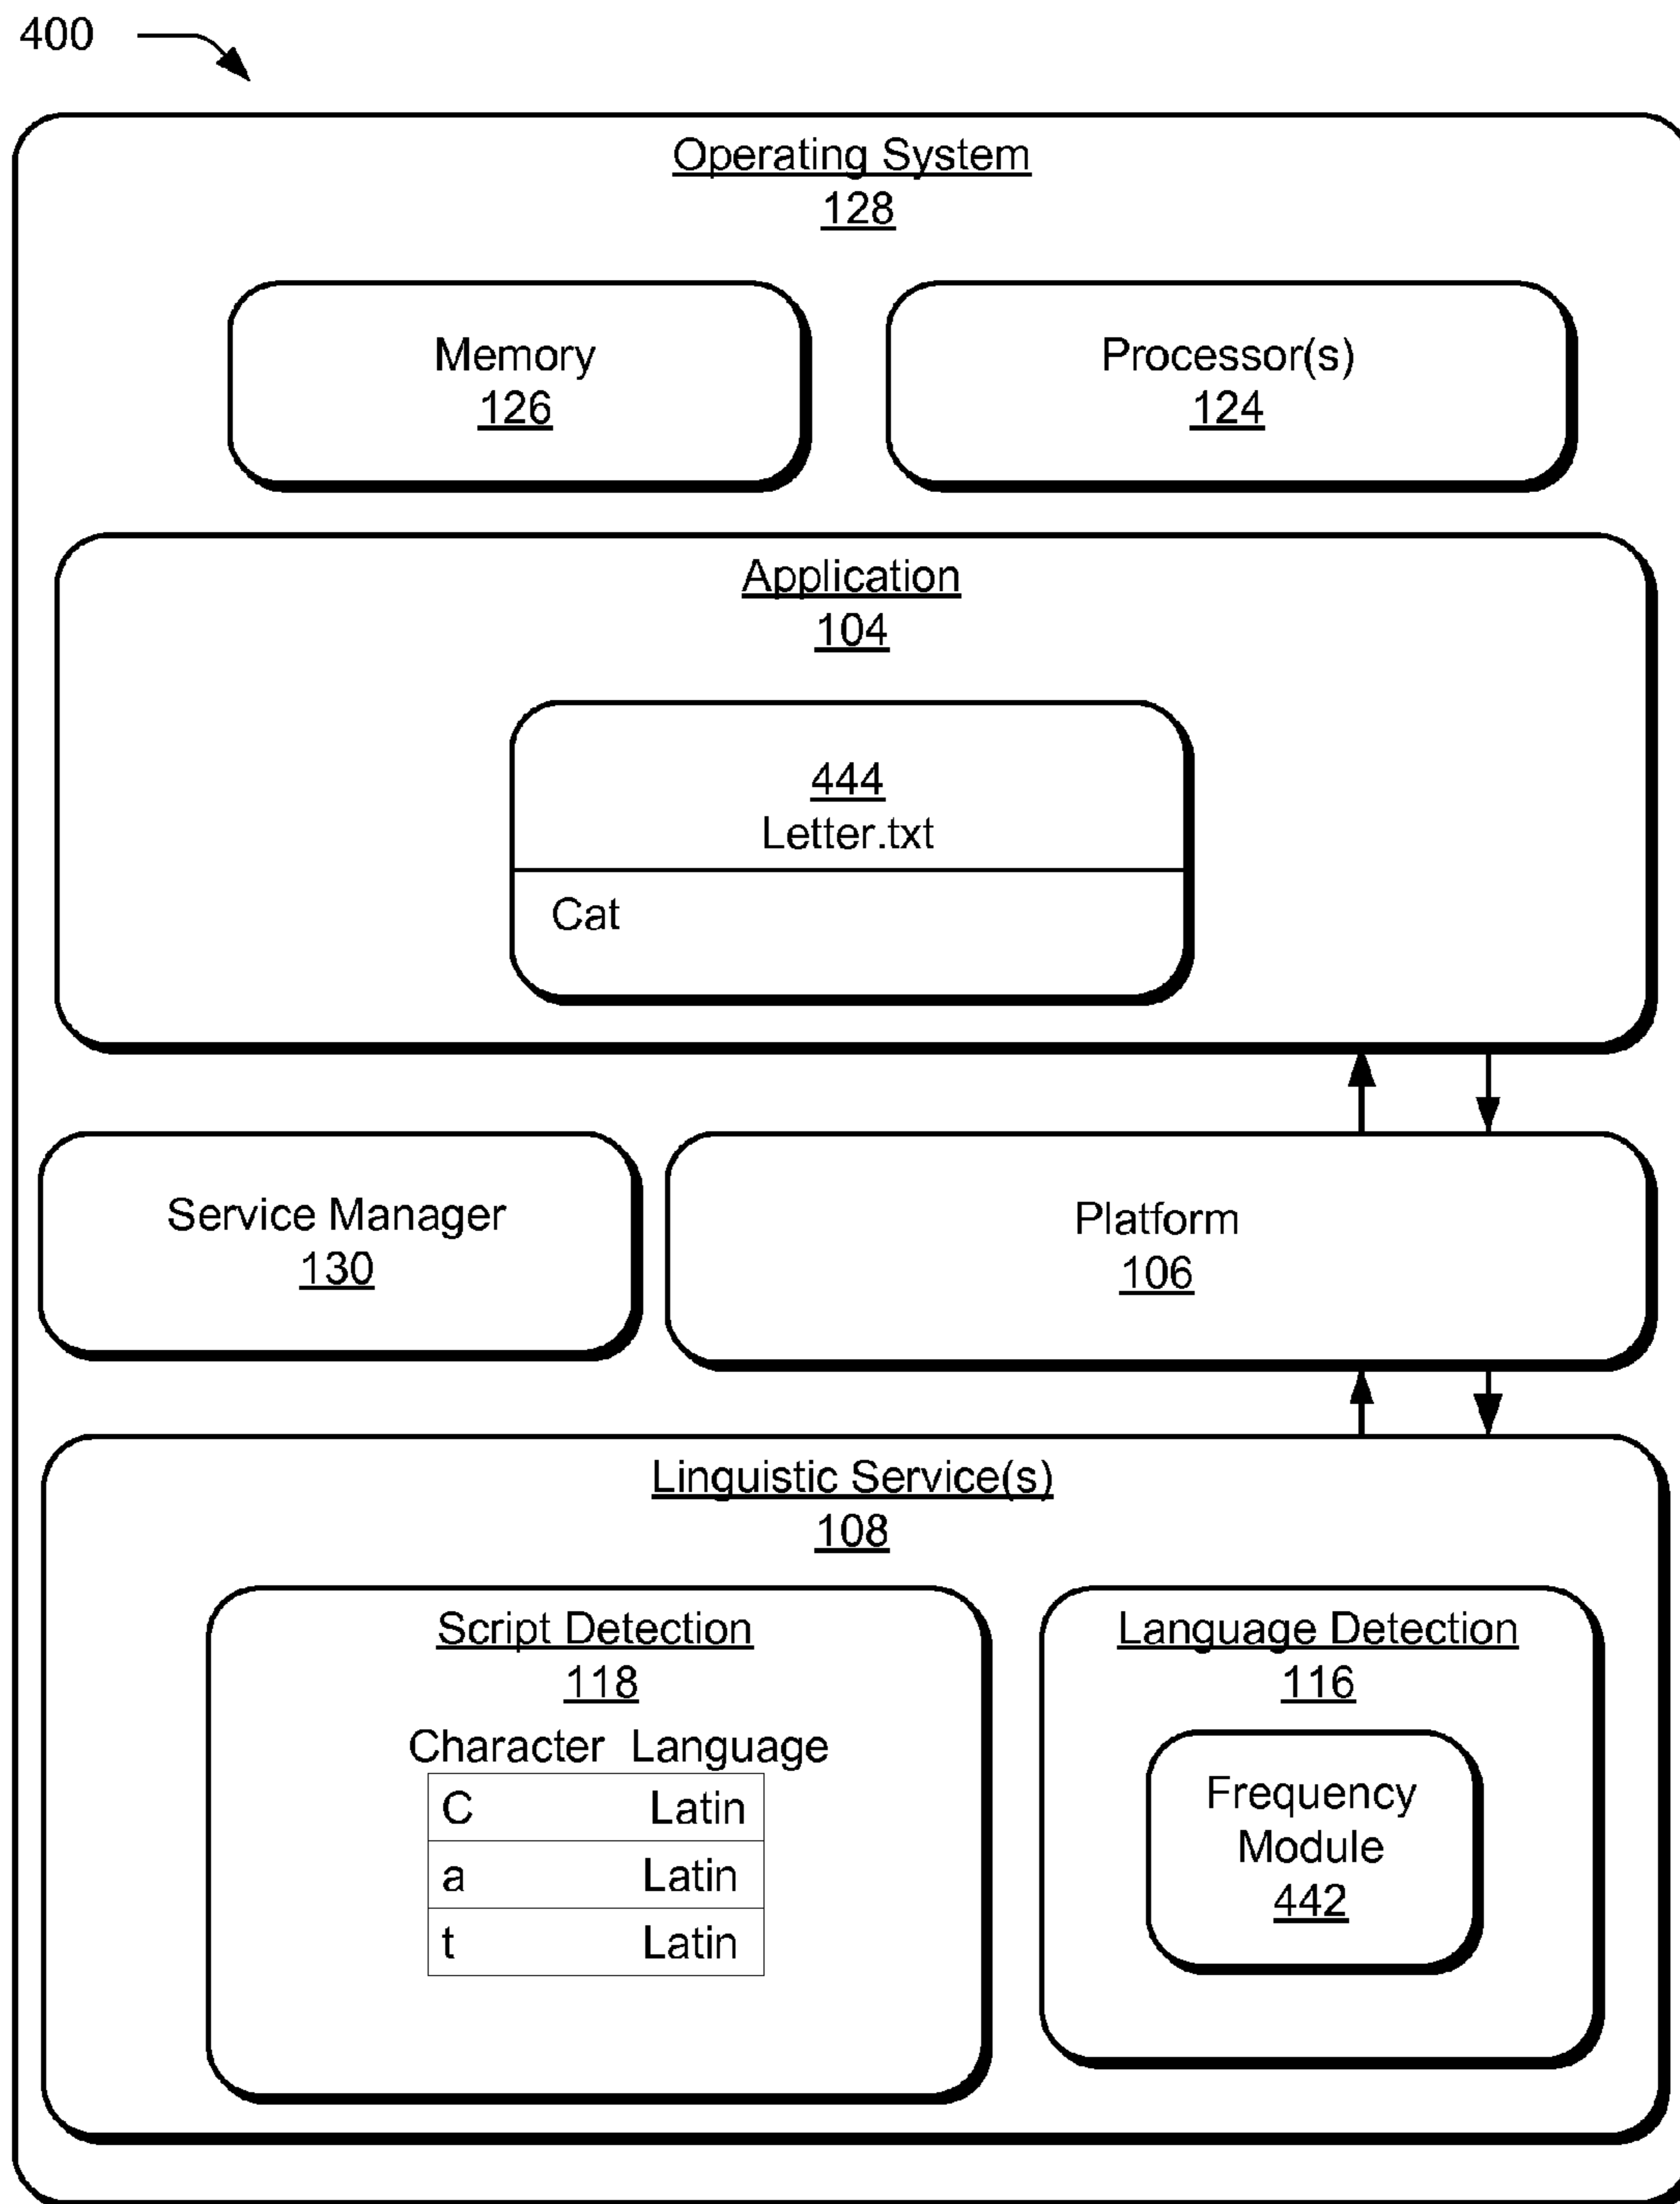 400
Operating System
128
Memory
126
Processor(s)
124
Application
104
444
Letter.txt
Cat
Service Manager
130
Platform
106
Linguistic Service(s)
108
Script Detection
118
Character Language
C Latin
a Latin
t Latin
Language Detection
116
Frequency
Module
442